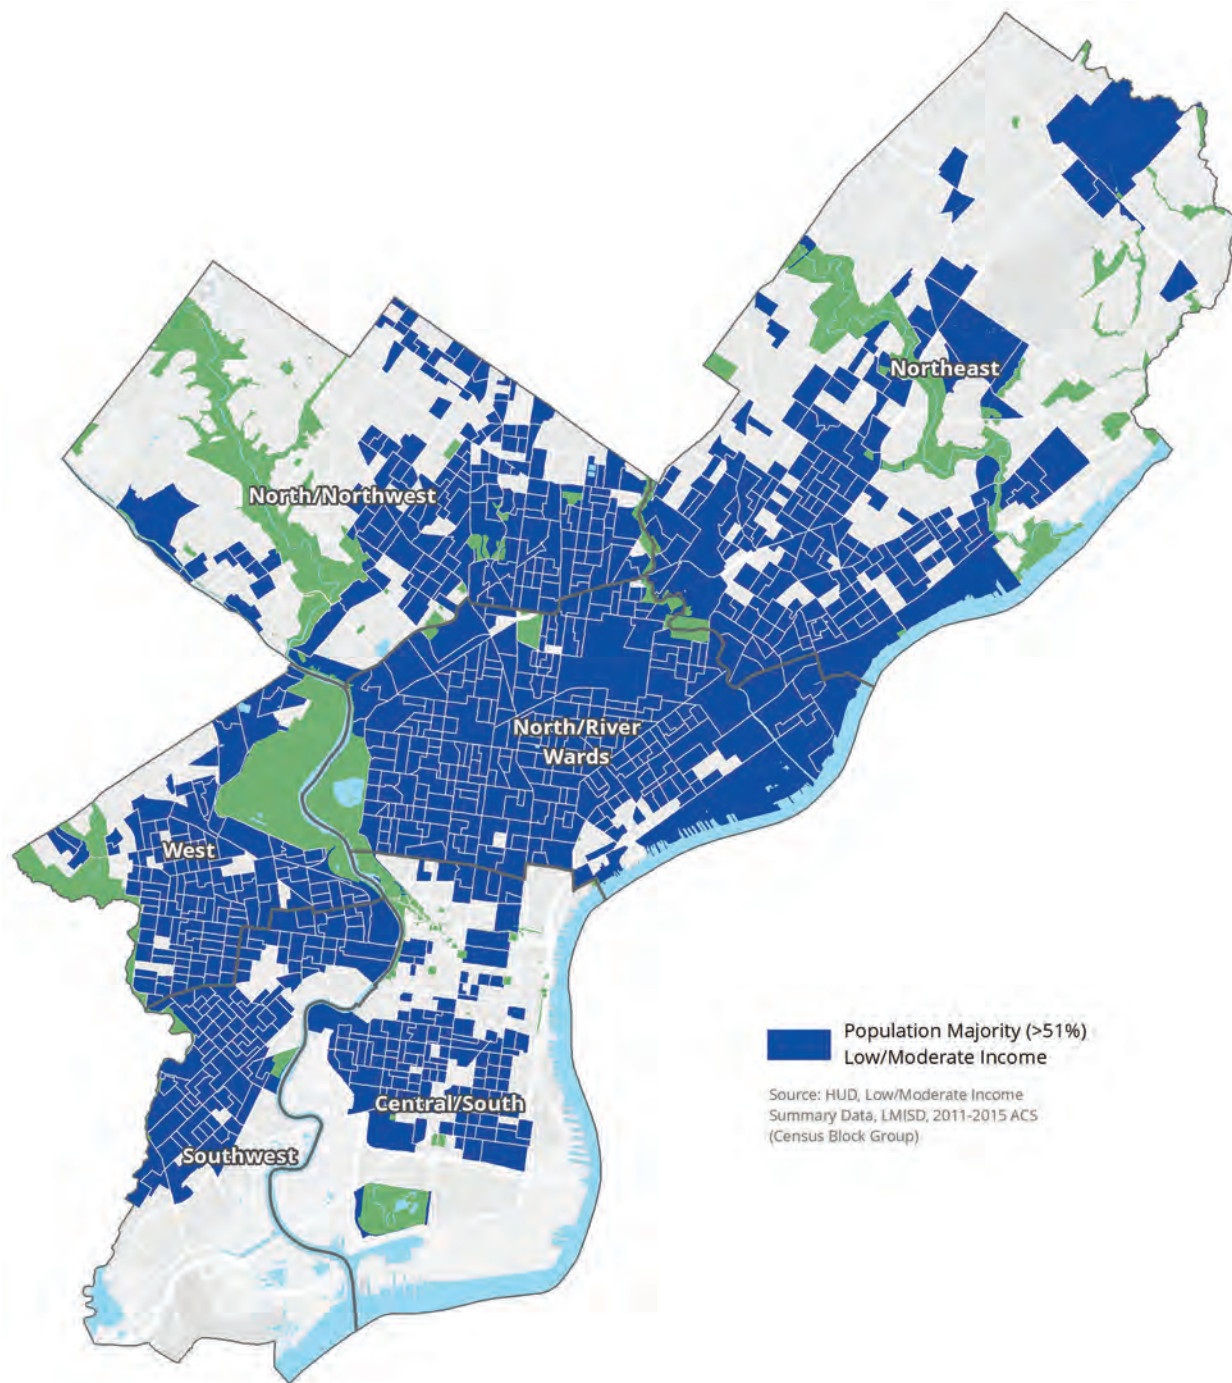 Northeast
North/Northwest
North/River
Wards
West
Population Majority (>51%)
Low/Moderate Income
Source: HUD, Low/Moderate Income
Summary Data, LMISD, 2011-2015 ACS
(Census Block Group)
Central/South
Southwest